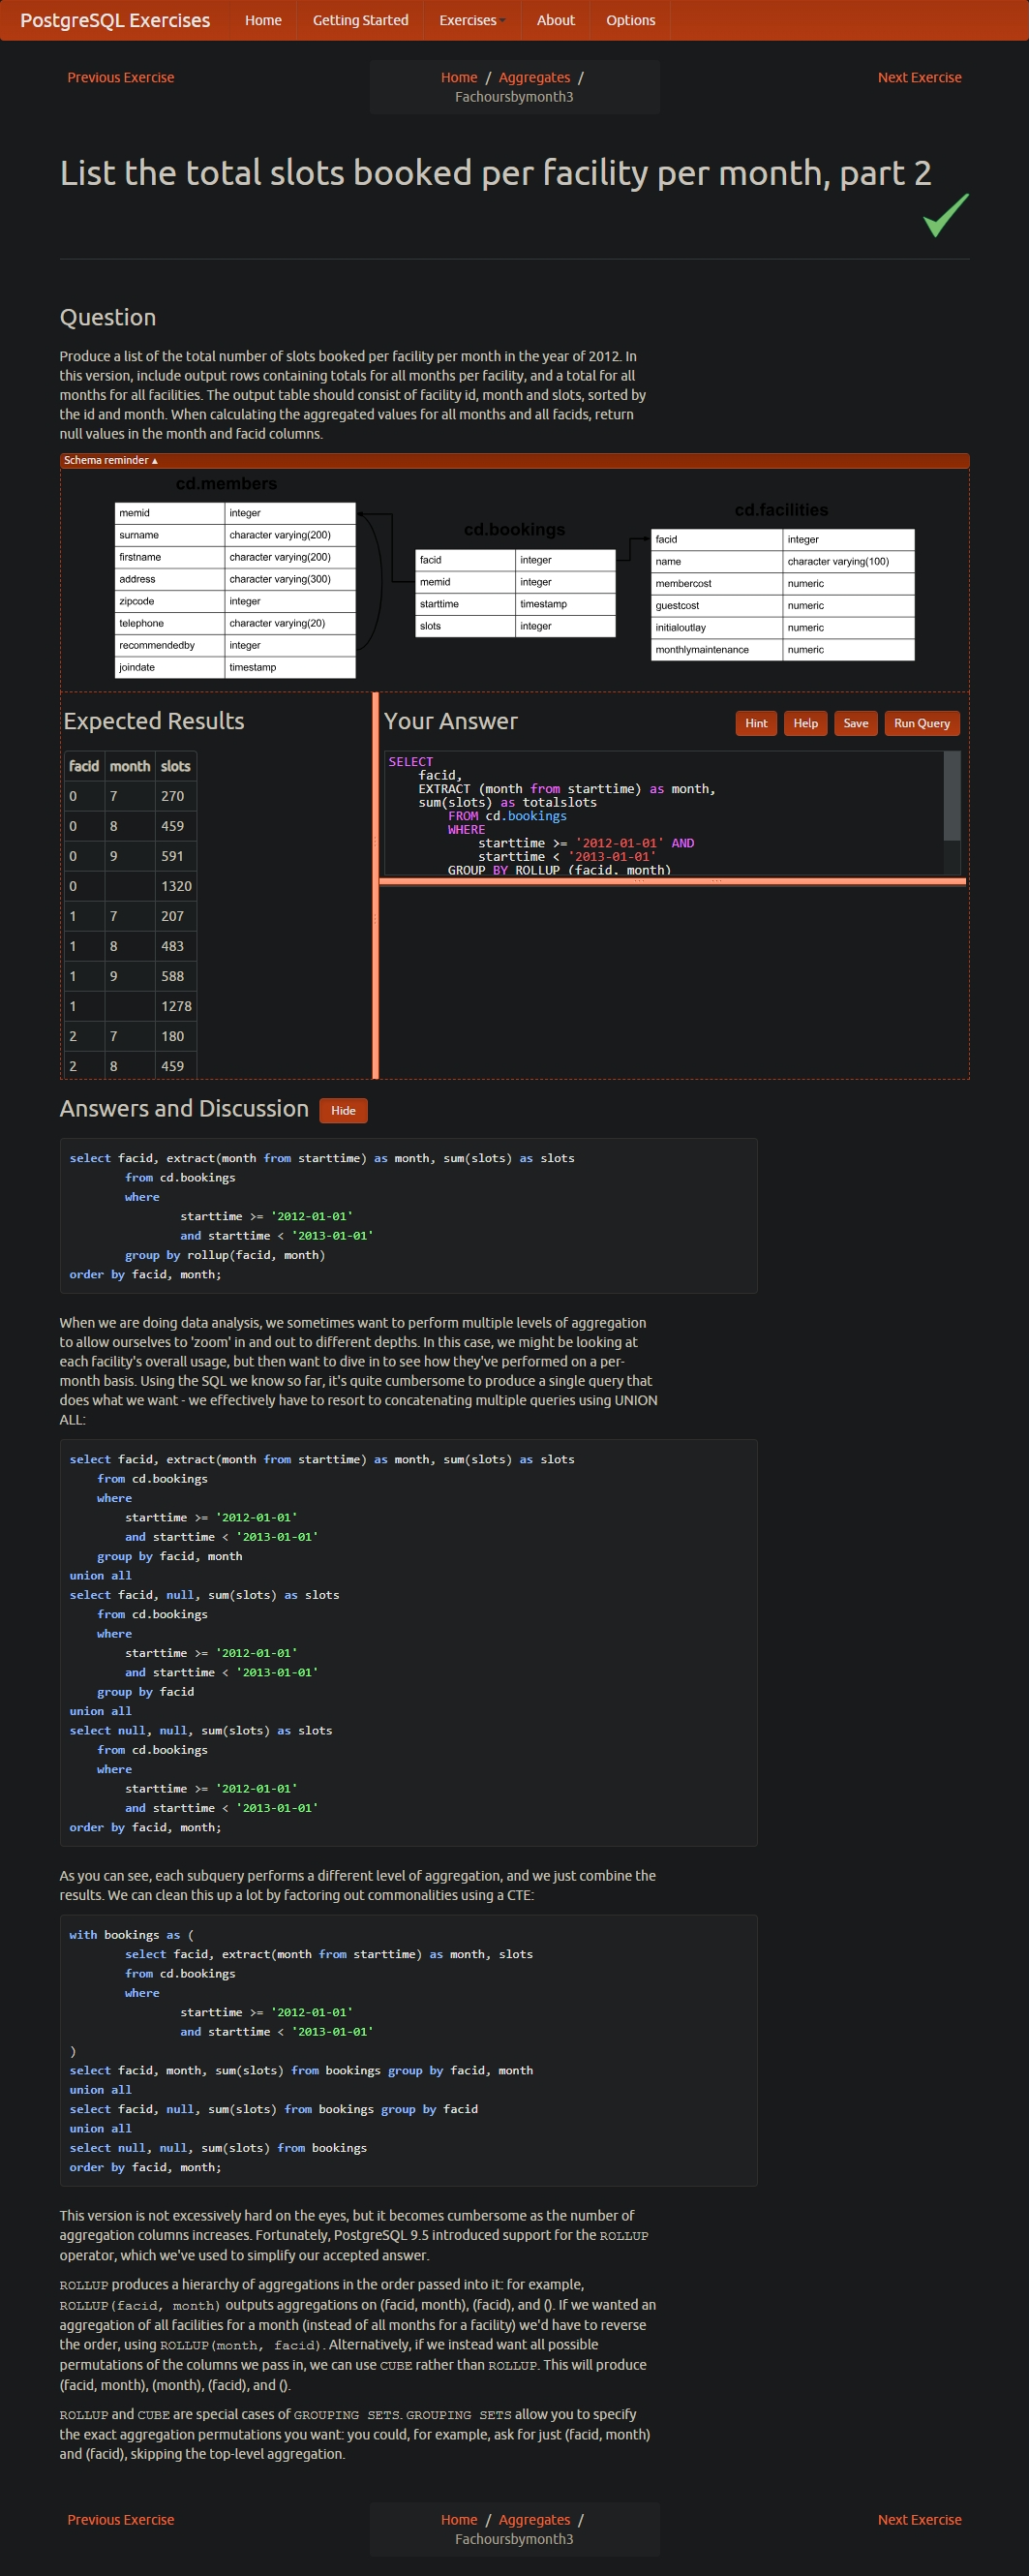 PostgreSQL Exercises Home Getting Started Exercises About Options
Previous Exercise
Home / Aggregates /
Fachoursbymonth3
Next Exercise
List the total slots booked per facility per month, part 2
Question
Produce a list of the total number of slots booked per facility per month in the year of 2012. In
this version, include output rows containing totals for all months per facility, and a total for all
months for all facilities. The output table should consist of facility id, month and slots, sorted by
the id and month. When calculating the aggregated values for all months and all facids, return
null values in the month and facid columns.
Schema reminder ▴
cd.members
memid integer
surname character varying(200)
firstname character varying(200)
address character varying(300)
zipcode integer
telephone character varying(20)
recommendedby integer
joindate timestamp
cd.bookings
facid integer
memid integer
starttime timestamp
slots integer
cd.facilities
facid integer
name character varying(100)
membercost numeric
guestcost numeric
initialoutlay numeric
monthlymaintenance numeric
Expected Results
facid month slots
0 7 270
0 8 459
0 9 591
0 1320
1 7 207
1 8 483
1 9 588
1 1278
2 7 180
2 8 459
Your Answer
Hint Help Save Run Query
SELECT
facid,
EXTRACT (month from starttime) as month,
sum(slots) as totalslots
FROM cd.bookings
WHERE
starttime >= '2012-01-01' AND
starttime < '2013-01-01'
GROUP BY ROLLUP (facid, month)
Answers and Discussion Hide
select facid, extract(month from starttime) as month, sum(slots) as slots
from cd.bookings
where
starttime >= '2012-01-01'
and starttime < '2013-01-01'
group by rollup(facid, month)
order by facid, month;
When we are doing data analysis, we sometimes want to perform multiple levels of aggregation
to allow ourselves to 'zoom' in and out to different depths. In this case, we might be looking at
each facility's overall usage, but then want to dive in to see how they've performed on a per-
month basis. Using the SQL we know so far, it's quite cumbersome to produce a single query that
does what we want - we effectively have to resort to concatenating multiple queries using UNION
ALL:
select facid, extract(month from starttime) as month, sum(slots) as slots
from cd.bookings
where
starttime >= '2012-01-01'
and starttime < '2013-01-01'
group by facid, month
union all
select facid, null, sum(slots) as slots
from cd.bookings
where
starttime >= '2012-01-01'
and starttime < '2013-01-01'
group by facid
union all
select null, null, sum(slots) as slots
from cd.bookings
where
starttime >= '2012-01-01'
and starttime < '2013-01-01'
order by facid, month;
As you can see, each subquery performs a different level of aggregation, and we just combine the
results. We can clean this up a lot by factoring out commonalities using a CTE:
with bookings as (
select facid, extract(month from starttime) as month, slots
from cd.bookings
where
starttime >= '2012-01-01'
and starttime < '2013-01-01'
)
select facid, month, sum(slots) from bookings group by facid, month
union all
select facid, null, sum(slots) from bookings group by facid
union all
select null, null, sum(slots) from bookings
order by facid, month;
This version is not excessively hard on the eyes, but it becomes cumbersome as the number of
aggregation columns increases. Fortunately, PostgreSQL 9.5 introduced support for the ROLLUP
operator, which we've used to simplify our accepted answer.
ROLLUP produces a hierarchy of aggregations in the order passed into it: for example,
ROLLUP(facid, month) outputs aggregations on (facid, month), (facid), and (). If we wanted an
aggregation of all facilities for a month (instead of all months for a facility) we'd have to reverse
the order, using ROLLUP(month, facid). Alternatively, if we instead want all possible
permutations of the columns we pass in, we can use CUBE rather than ROLLUP. This will produce
(facid, month), (month), (facid), and ().
ROLLUP and CUBE are special cases of GROUPING SETS. GROUPING SETS allow you to specify
the exact aggregation permutations you want: you could, for example, ask for just (facid, month)
and (facid), skipping the top-level aggregation.
Previous Exercise
Home / Aggregates /
Fachoursbymonth3
Next Exercise